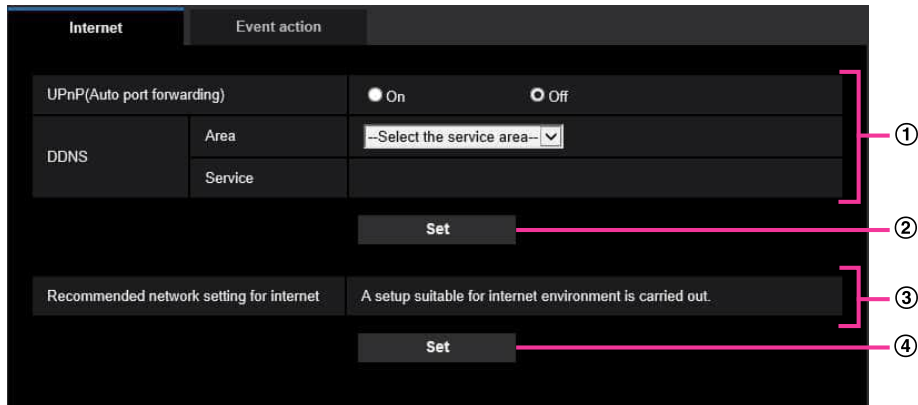 Internet Event action
UPnP(Auto port forwarding) On Off
①
DDNS Area --Select the service area--
Service
Set ②
Recommended network setting for internet A setup suitable for internet environment is carried out. ③
Set ④